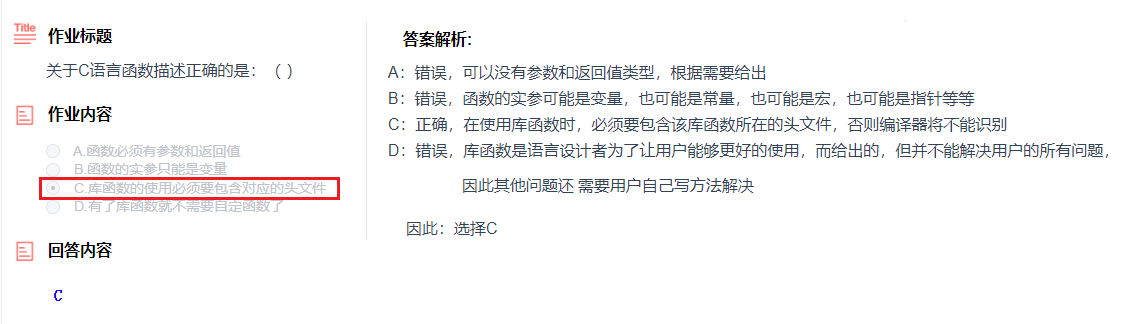 Title
作业标题
关于C语言函数描述正确的是：（ ）
作业内容
A.函数必须有参数和返回值
B.函数的实参只能是变量
C.库函数的使用必须要包含对应的头文件
D.有了库函数就不需要自定函数了
回答内容
C
答案解析：
A：错误，可以没有参数和返回值类型，根据需要给出
B：错误，函数的实参可能是变量，也可能是常量，也可能是宏，也可能是指针等等
C：正确，在使用库函数时，必须要包含该库函数所在的头文件，否则编译器将不能识别
D：错误，库函数是语言设计者为了让用户能够更好的使用，而给出的，但并不能解决用户的所有问题，
因此其他问题还 需要用户自己写方法解决
因此：选择C